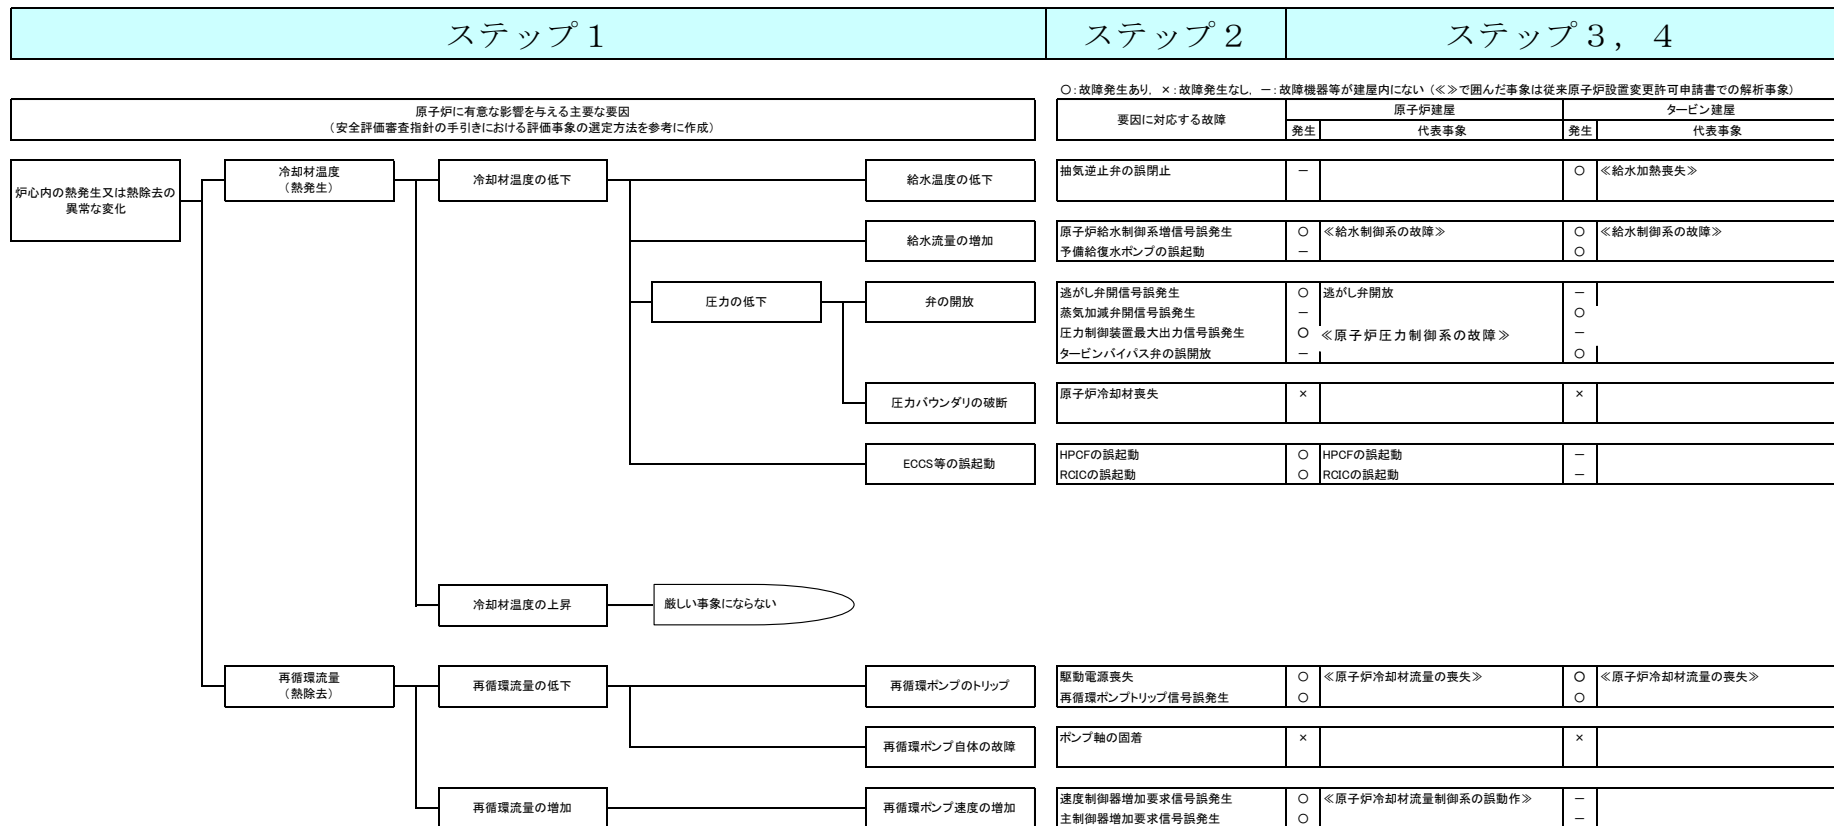 ステップ１
ステップ２
ステップ３，４
○：故障発生あり，×：故障発生なし，－：故障機器等が建屋内にない（≪≫で囲んだ事象は従来原子炉設置変更許可申請書での解析事象）
原子炉に有意な影響を与える主要な要因
（安全評価審査指針の手引きにおける評価事象の選定方法を参考に作成）
要因に対応する故障
原子炉建屋
タービン建屋
発生
代表事象
発生
代表事象
炉心内の熱発生又は熱除去の
異常な変化
冷却材温度
（熱発生）
冷却材温度の低下
給水温度の低下
抽気逆止弁の誤閉止
－
○
≪給水加熱喪失≫
給水流量の増加
原子炉給水制御系増信号誤発生
○
≪給水制御系の故障≫
○
≪給水制御系の故障≫
予備給復水ポンプの誤起動
－
○
圧力の低下
弁の開放
逃がし弁開信号誤発生
○
逃がし弁開放
－
蒸気加減弁開信号誤発生
－
○
圧力制御装置最大出力信号誤発生
○
≪原子炉圧力制御系の故障≫
－
タービンバイパス弁の誤開放
－
○
圧力バウンダリの破断
原子炉冷却材喪失
×
×
ECCS等の誤起動
HPCFの誤起動
○
HPCFの誤起動
－
RCICの誤起動
○
RCICの誤起動
－
冷却材温度の上昇
厳しい事象にならない
再循環流量
（熱除去）
再循環流量の低下
再循環ポンプのトリップ
駆動電源喪失
○
≪原子炉冷却材流量の喪失≫
○
≪原子炉冷却材流量の喪失≫
再循環ポンプトリップ信号誤発生
○
○
再循環ポンプ自体の故障
ポンプ軸の固着
×
×
再循環流量の増加
再循環ポンプ速度の増加
速度制御器増加要求信号誤発生
○
≪原子炉冷却材流量制御系の誤動作≫
－
主制御器増加要求信号誤発生
○
－